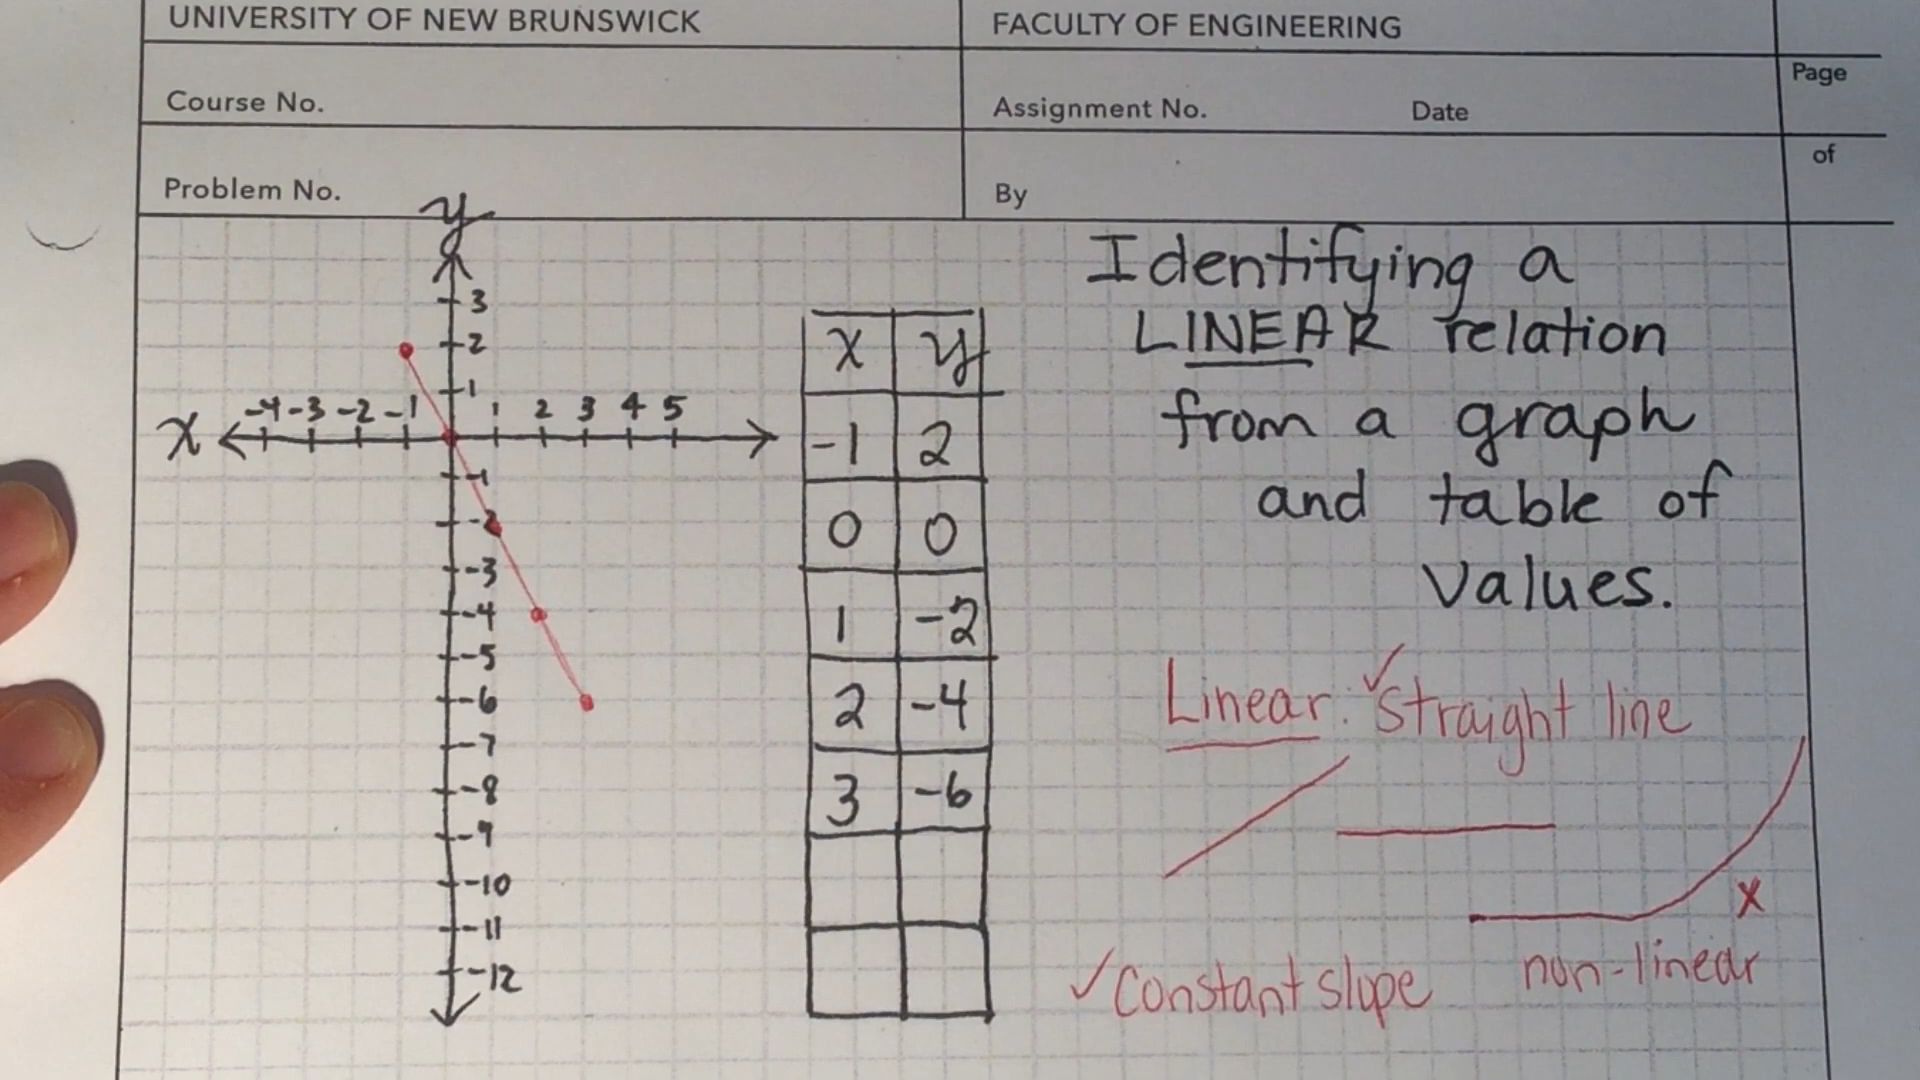 UNIVERSITY OF NEW BRUNSWICK
FACULTY OF ENGINEERING
Course No.
Assignment No. Date
Page
Problem No.
By
of
y
3
2
1
-4 -3 -2 -1 1 2 3 4 5
x
-1
-2
-3
-4
-5
-6
-7
-8
-9
-10
-11
-12
x y
-1 2
0 0
1 -2
2 -4
3 -6
Identifying a
LINEAR relation
from a graph
and table of
values.
Linear: ✓Straight line
x
non-linear
✓Constant slope